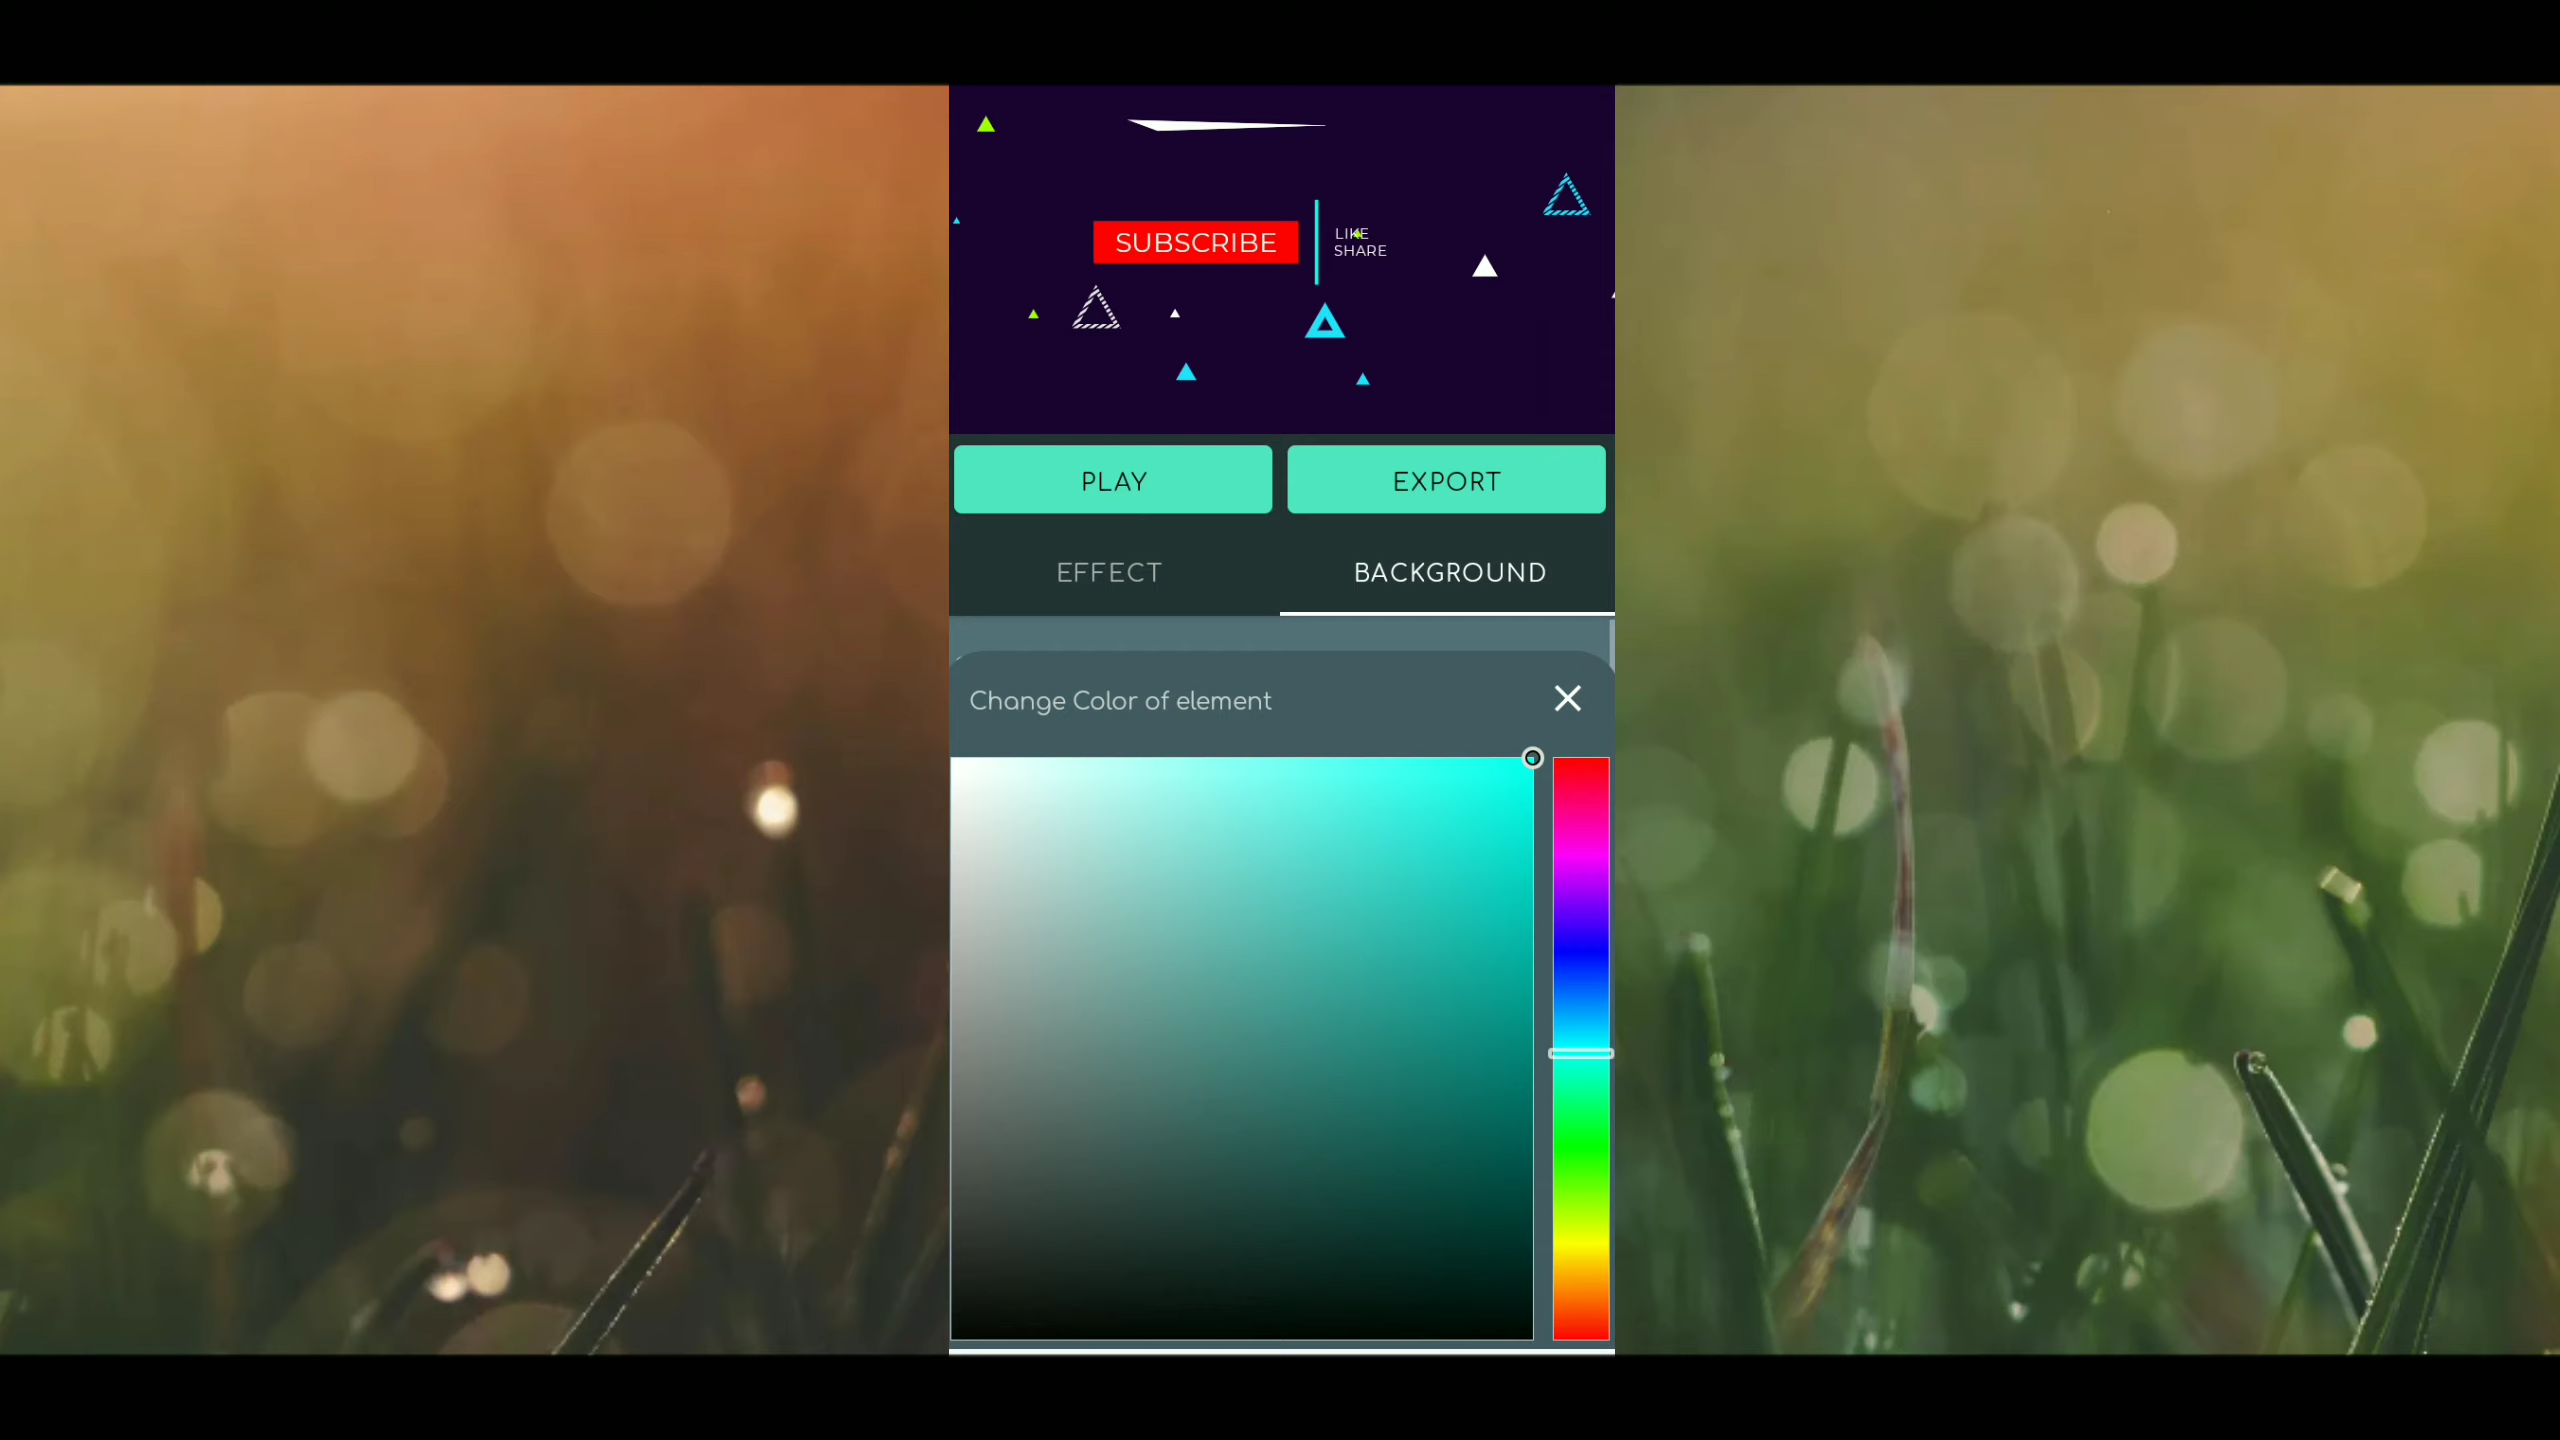 SUBSCRIBE
LIKE
SHARE
PLAY
EXPORT
EFFECT
BACKGROUND
Change Color of element